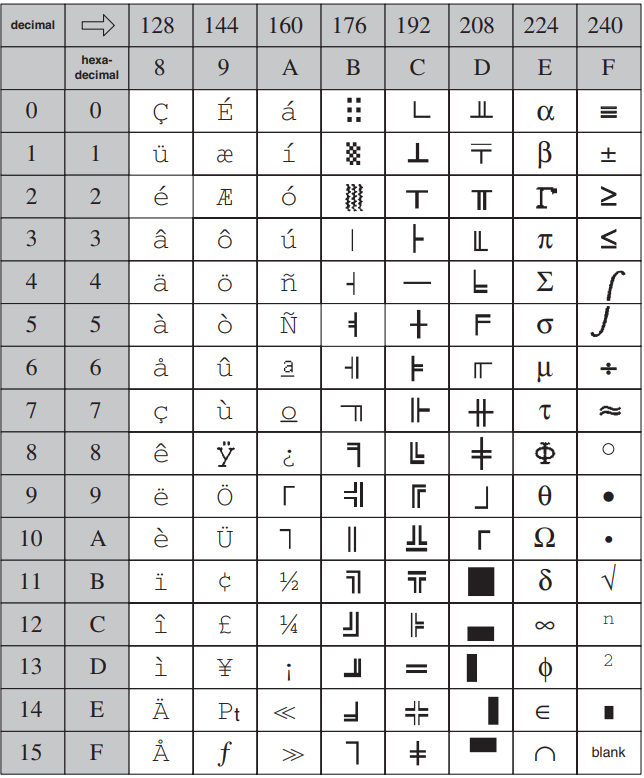 decimal ⇨ 128 144 160 176 192 208 224 240
hexa-decimal 8 9 A B C D E F
0 0 Ç É á ⠿ └ ╨ α ≡
1 1 ü æ í ▒ ┴ ╤ β ±
2 2 é Æ ó ▓ ┬ ╥ Γ ≥
3 3 â ô ú │ ├ ╙ π ≤
4 4 ä ö ñ ┤ ─ ╘ Σ ⌠
5 5 à ò Ñ ╡ ┼ ╒ σ ⌡
6 6 å û ª ╢ ╞ ╓ μ ÷
7 7 ç ù º ╖ ╟ ╫ τ ≈
8 8 ê ÿ ¿ ╕ ╚ ╪ Φ ○
9 9 ë Ö ┌ ╣ ╔ ┘ θ •
10 A è Ü ┐ ║ ╩ ┌ Ω ·
11 B ï ¢ ½ ╗ ╦ █ δ √
12 C î £ ¼ ╝ ╠ ▄ ∞ ⁿ
13 D ì ¥ ¡ ╜ ═ ▌ ϕ ²
14 E Ä Pt ≪ ╛ ╬ ▐ ∈ ■
15 F Å ƒ ≫ ┐ ╪ ▀ ∩ blank